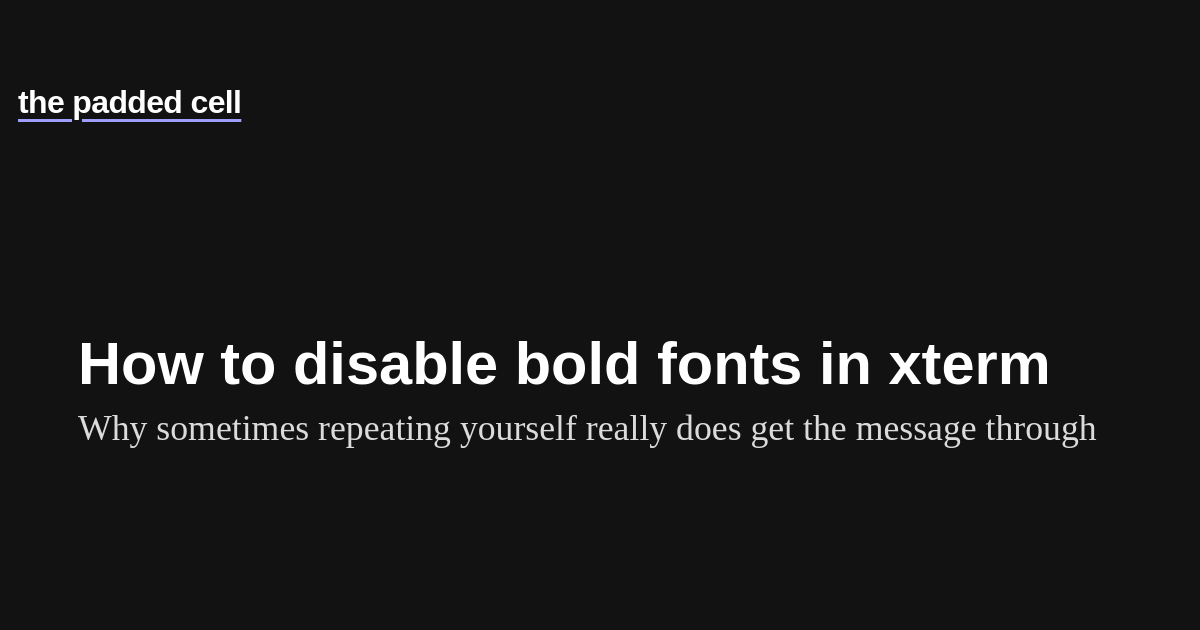 the padded cell
How to disable bold fonts in xterm
Why sometimes repeating yourself really does get the message through